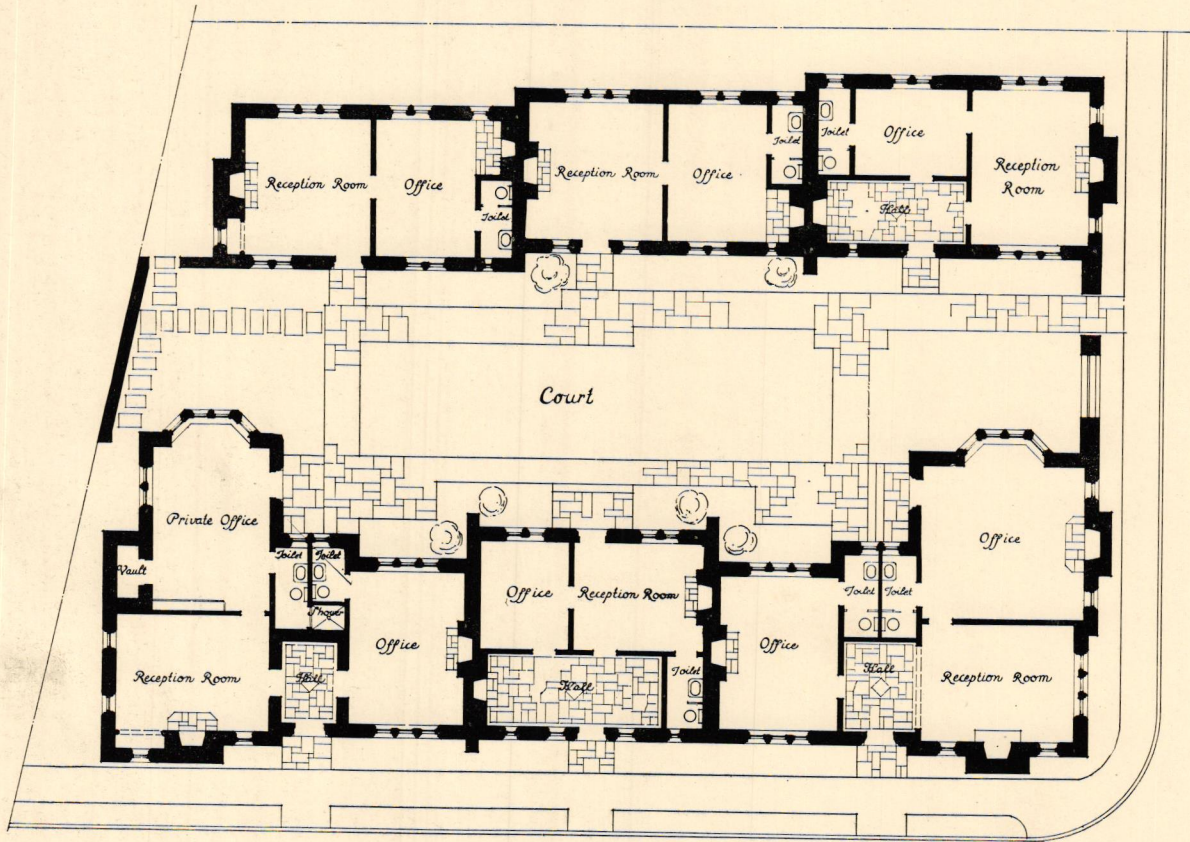 Reception Room
Office
Toilet
Reception Room
Office
Toilet
Toilet
Office
Reception
Room
Hall
Court
Private Office
Vault
Toilet
Toilet
Shower
Reception Room
Hall
Office
Office
Reception Room
Hall
Toilet
Office
Toilet
Toilet
Hall
Office
Reception Room